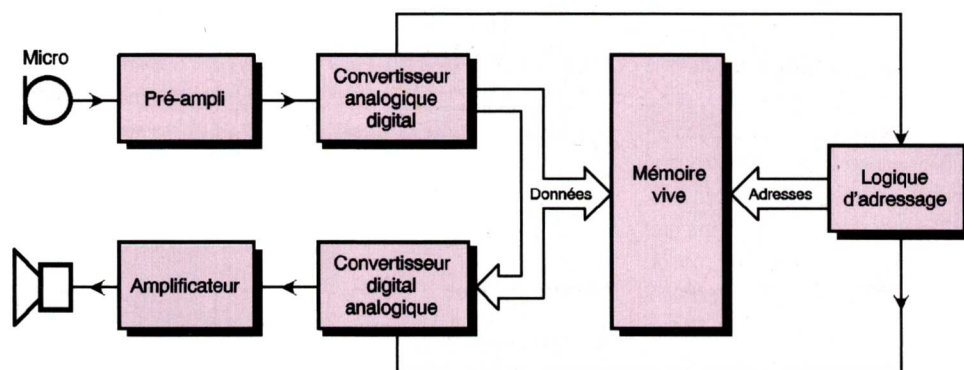 Micro
Pré-ampli
Convertisseur
analogique
digital
Données
Mémoire
vive
Adresses
Logique
d'adressage
Amplificateur
Convertisseur
digital
analogique